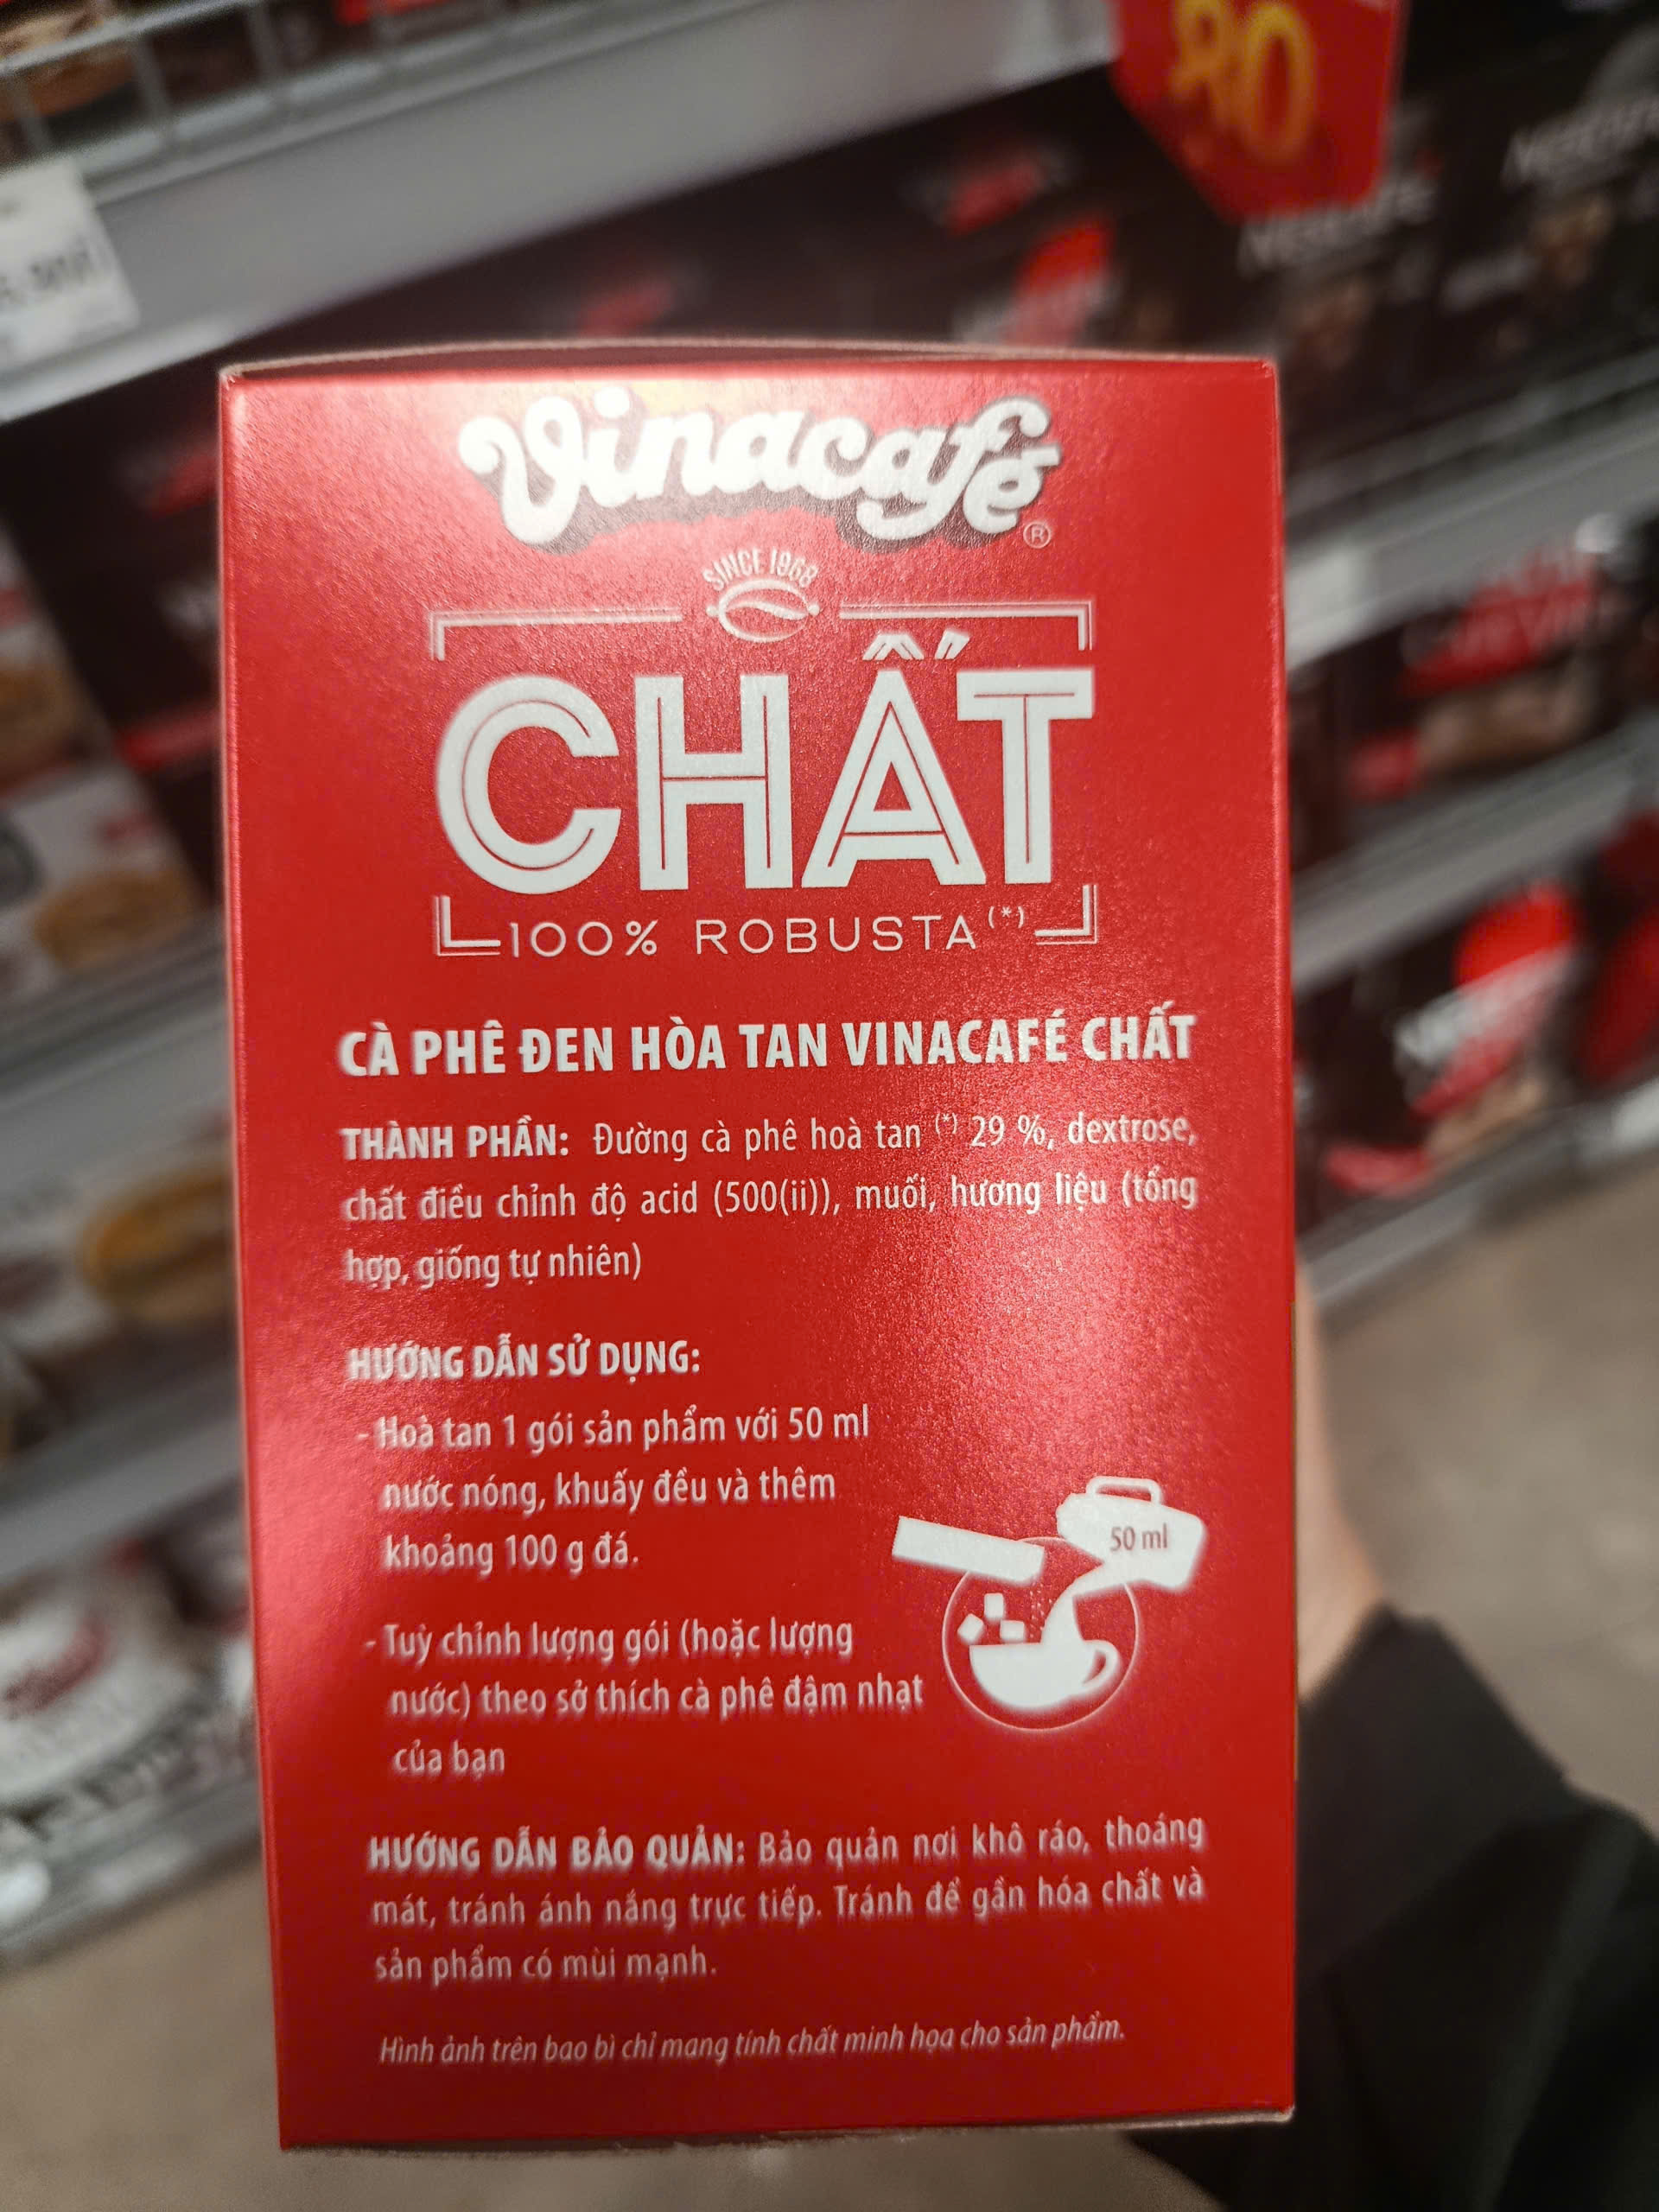 Vinacafé®
SINCE 1968
CHẤT
100% ROBUSTA (*)
CÀ PHÊ ĐEN HÒA TAN VINACAFÉ CHẤT
THÀNH PHẦN: Đường cà phê hoà tan (*) 29 %, dextrose,
chất điều chỉnh độ acid (500(ii)), muối, hương liệu (tổng
hợp, giống tự nhiên)
HƯỚNG DẪN SỬ DỤNG:
- Hoà tan 1 gói sản phẩm với 50 ml
nước nóng, khuấy đều và thêm
khoảng 100 g đá.
50 ml
- Tuỳ chỉnh lượng gói (hoặc lượng
nước) theo sở thích cà phê đậm nhạt
của bạn
HƯỚNG DẪN BẢO QUẢN: Bảo quản nơi khô ráo, thoáng
mát, tránh ánh nắng trực tiếp. Tránh để gần hóa chất và
sản phẩm có mùi mạnh.
Hình ảnh trên bao bì chỉ mang tính chất minh họa cho sản phẩm.